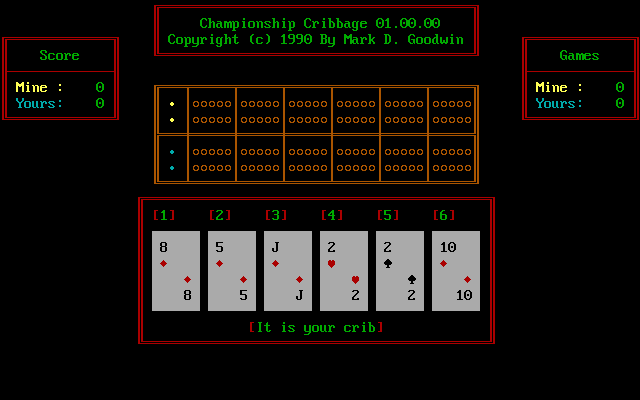 Championship Cribbage 01.00.00
Copyright (c) 1990 By Mark D. Goodwin
Score
Mine : 0
Yours: 0
Games
Mine : 0
Yours: 0
[1] [2] [3] [4] [5] [6]
8 5 J 2 2 10
8 5 J 2 2 10
[It is your crib]